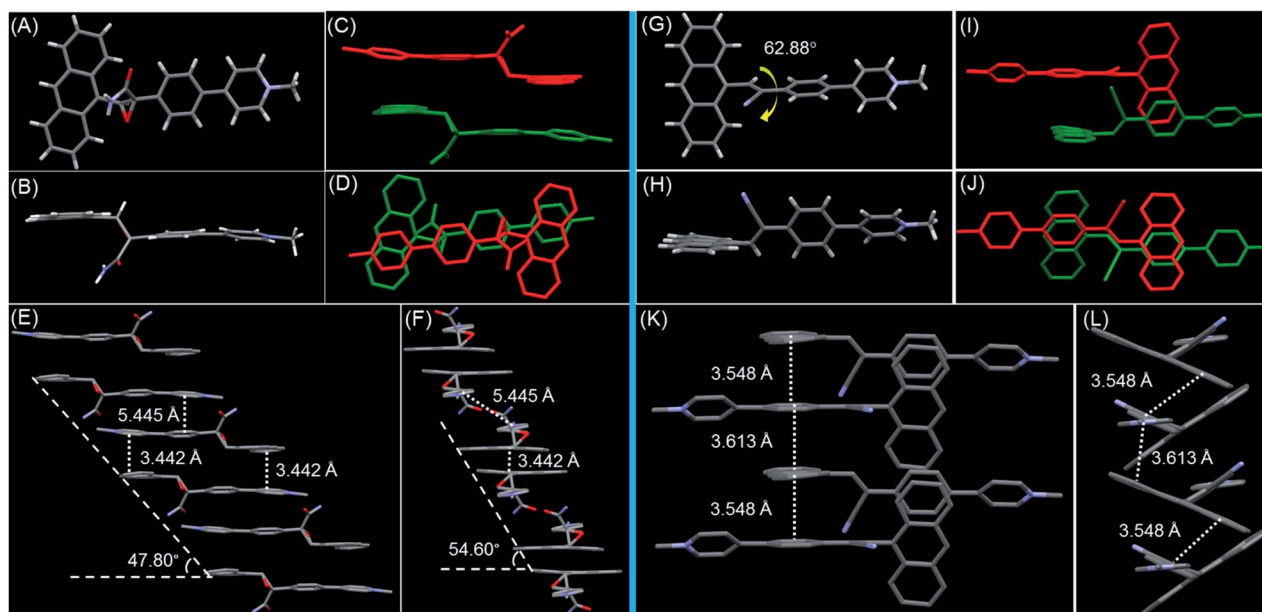 (A)
(C)
(G)
62.88°
(I)
(B)
(D)
(H)
(J)
(E)
5.445 Å
3.442 Å
3.442 Å
47.80°
(F)
5.445 Å
3.442 Å
54.60°
(K)
3.548 Å
3.613 Å
3.548 Å
(L)
3.548 Å
3.613 Å
3.548 Å